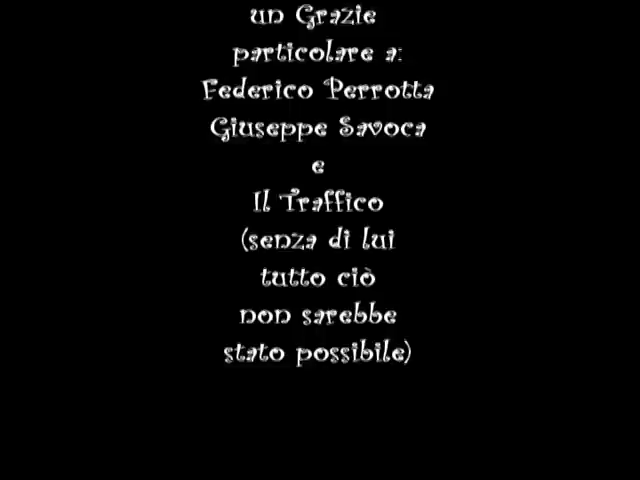 un Grazie
particolare a:
Federico Perrotta
Giuseppe Savoca
e
Il Traffico
(senza di lui
tutto ciò
non sarebbe
stato possibile)